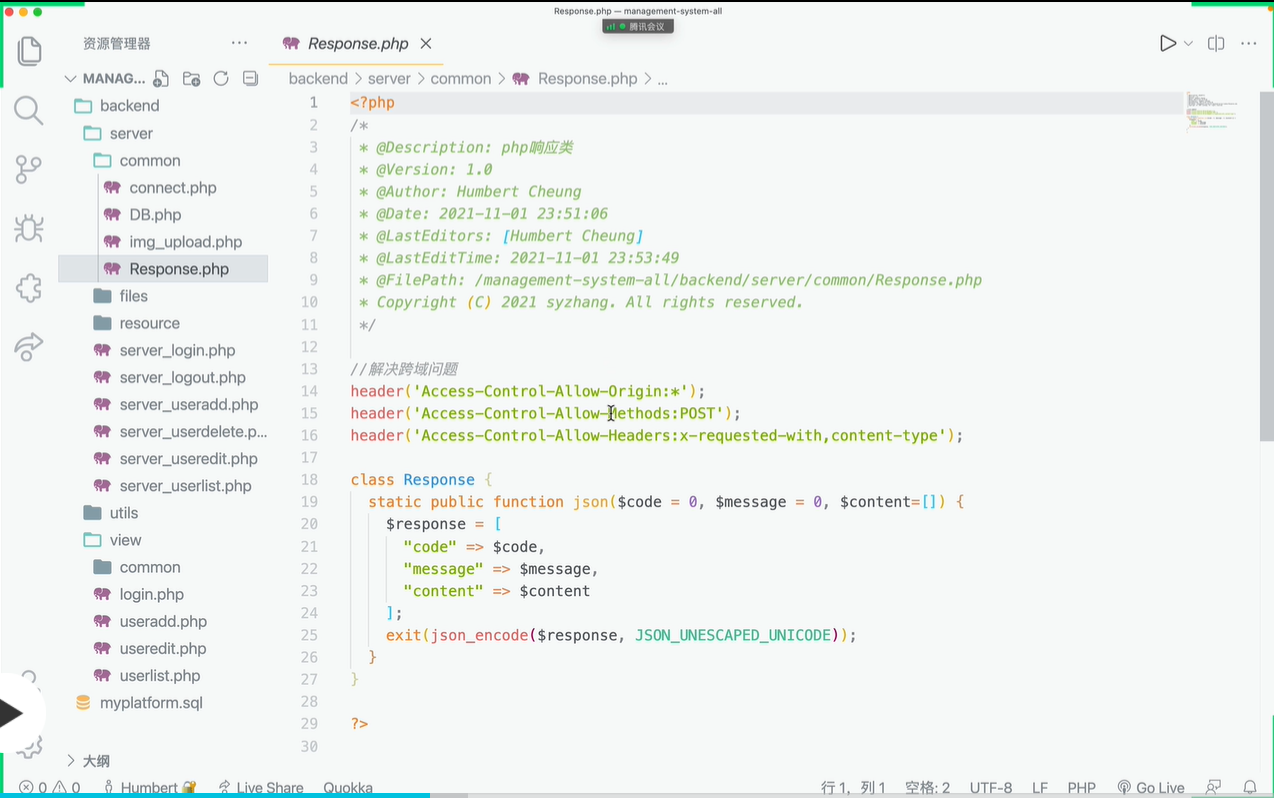 Response.php — management-system-all
腾讯会议
资源管理器 ···
Response.php
MANAG...
backend > server > common > Response.php > ...
backend
server
common
connect.php
DB.php
img_upload.php
Response.php
files
resource
server_login.php
server_logout.php
server_useradd.php
server_userdelete.p...
server_useredit.php
server_userlist.php
utils
view
common
login.php
useradd.php
useredit.php
userlist.php
myplatform.sql
大纲
1 <?php
2 /*
3 * @Description: php响应类
4 * @Version: 1.0
5 * @Author: Humbert Cheung
6 * @Date: 2021-11-01 23:51:06
7 * @LastEditors: [Humbert Cheung]
8 * @LastEditTime: 2021-11-01 23:53:49
9 * @FilePath: /management-system-all/backend/server/common/Response.php
10 * Copyright (C) 2021 syzhang. All rights reserved.
11 */
12
13 //解决跨域问题
14 header('Access-Control-Allow-Origin:*');
15 header('Access-Control-Allow-Methods:POST');
16 header('Access-Control-Allow-Headers:x-requested-with,content-type');
17
18 class Response {
19 static public function json($code = 0, $message = 0, $content=[]) {
20 $response = [
21 "code" => $code,
22 "message" => $message,
23 "content" => $content
24 ];
25 exit(json_encode($response, JSON_UNESCAPED_UNICODE));
26 }
27 }
28
29 ?>
30
0 0 Humbert Live Share Quokka 行 1，列 1 空格: 2 UTF-8 LF PHP Go Live